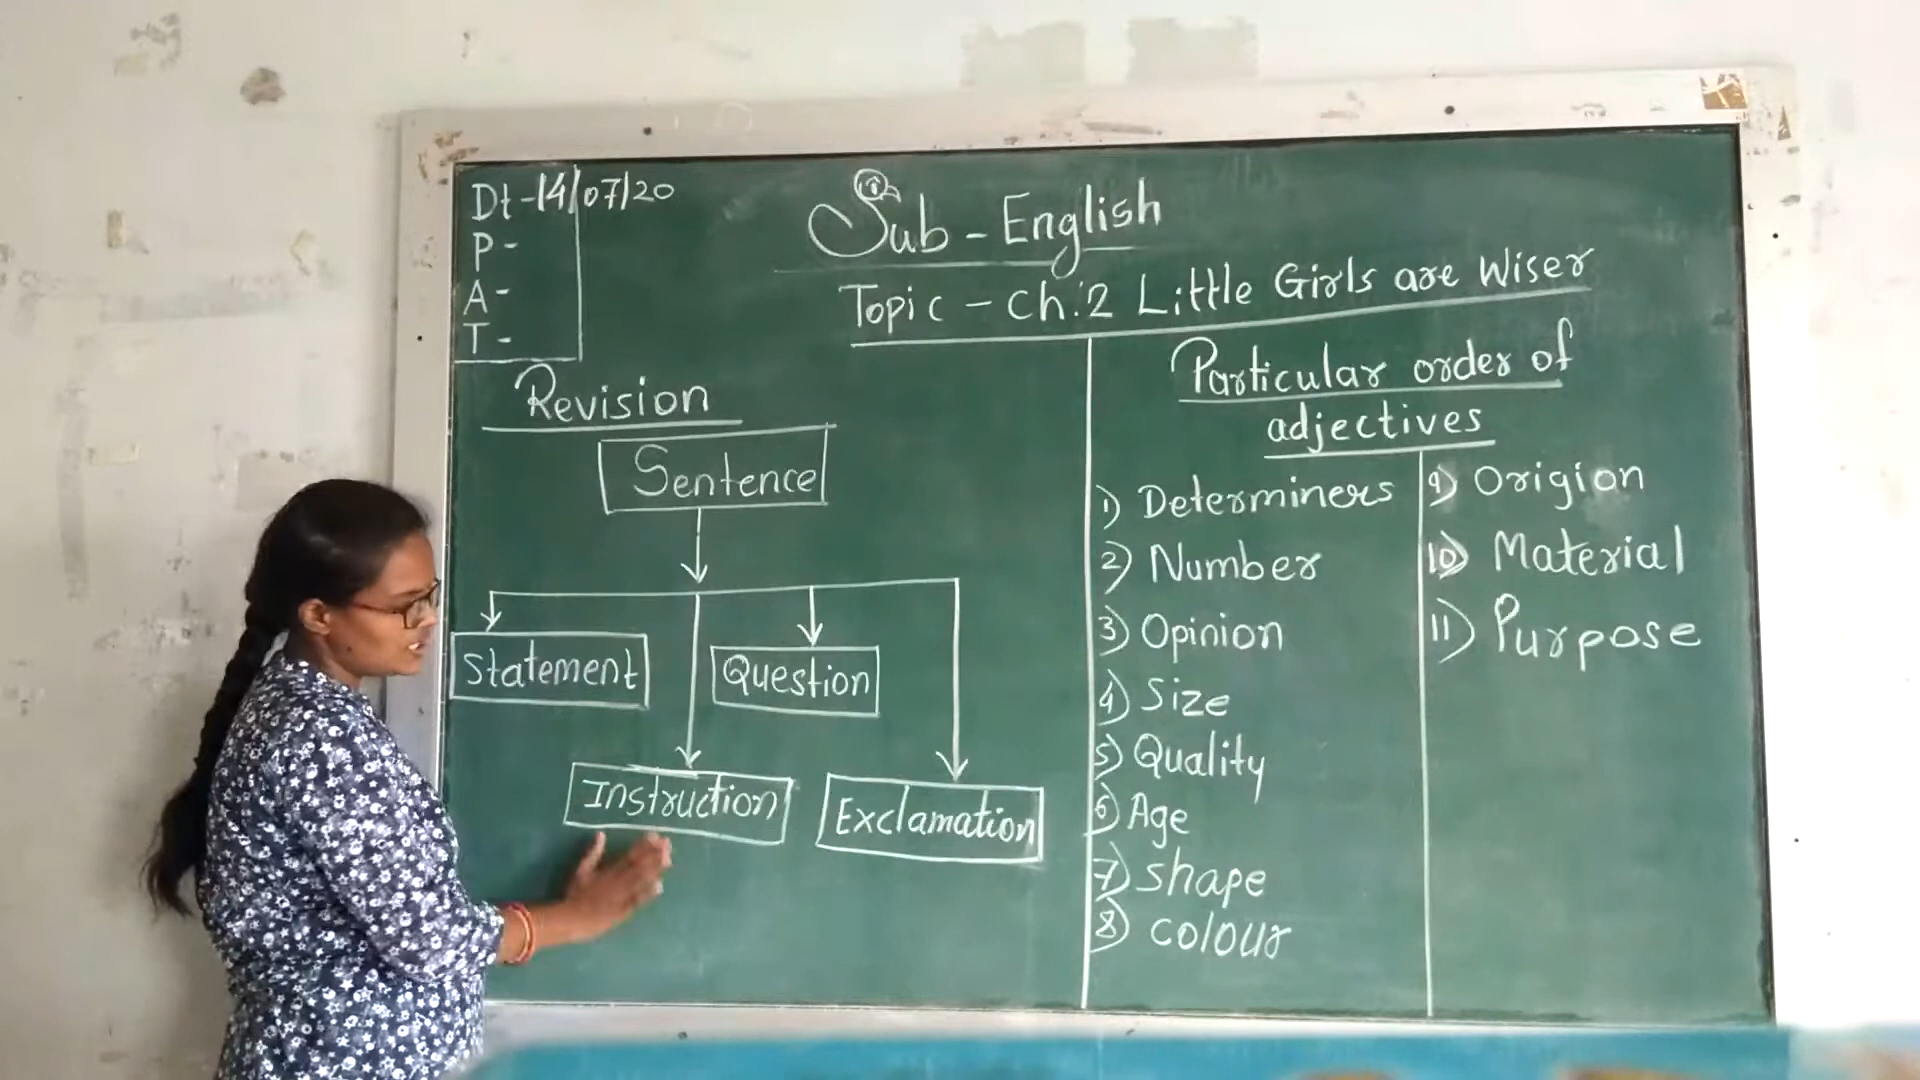 Dt-14/07/20
P-
A-
T-
Sub - English
Topic - Ch:2 Little Girls are Wiser
Revision
Sentence
Statement
Question
Instruction
Exclamation
Particular order of
adjectives
1) Determiners
2) Number
3) Opinion
4) Size
5) Quality
6) Age
7) shape
8) colour
9) Origion
10) Material
11) Purpose